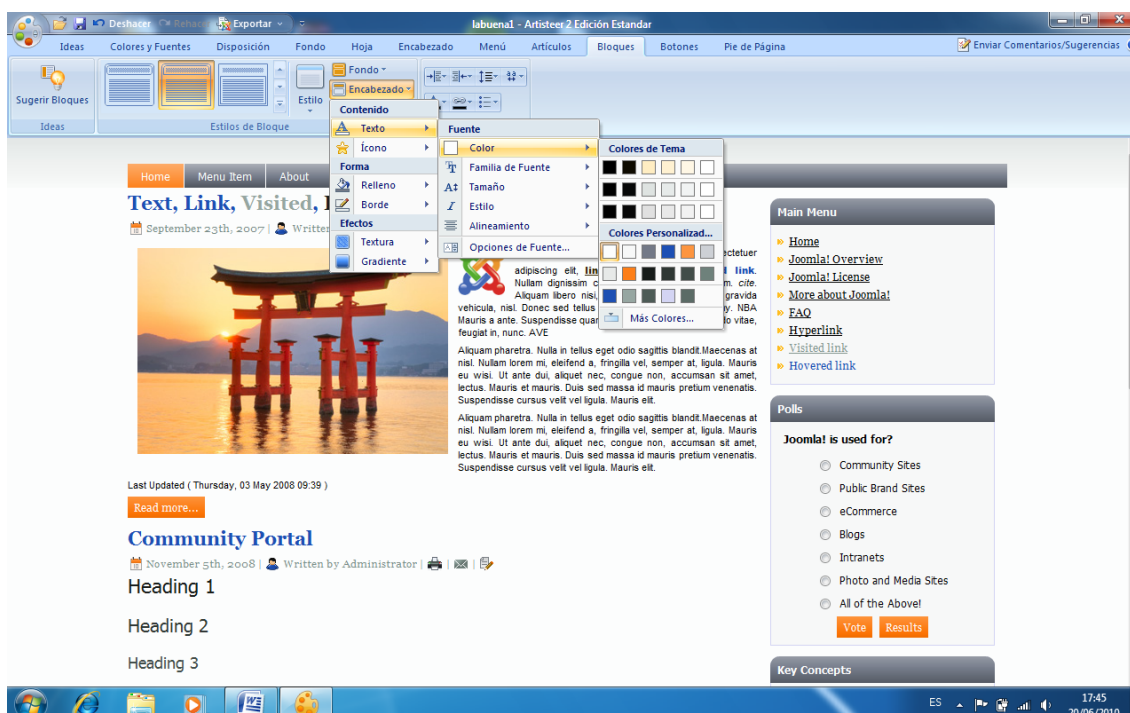 Deshacer
Rehacer
Exportar
labuena1 - Artisteer 2 Edición Estandar
Ideas
Colores y Fuentes
Disposición
Fondo
Hoja
Encabezado
Menú
Artículos
Bloques
Botones
Pie de Página
Enviar Comentarios/Sugerencias
Sugerir Bloques
Ideas
Estilos de Bloque
Estilo
Fondo
Encabezado
Contenido
Texto
Ícono
Forma
Relleno
Borde
Efectos
Textura
Gradiente
Fuente
Color
Familia de Fuente
Tamaño
Estilo
Alineamiento
Opciones de Fuente...
Colores de Tema
Colores Personalizad...
Más Colores...
Home
Menu Item
About
Text, Link, Visited,
September 23th, 2007 |
adipiscing elit,
link.
Nullam dignissim
cite.
Aliquam libero nisi,
gravida
vehicula, nisl. Donec sed tellus
NBA
Mauris a ante. Suspendisse
vitae,
feugiat in, nunc. AVE
Aliquam pharetra. Nulla in tellus eget odio sagittis blandit.Maecenas at
nisl. Nullam lorem mi, eleifend a, fringilla vel, semper at, ligula. Mauris
eu wisi. Ut ante dui, aliquet nec, congue non, accumsan sit amet,
lectus. Mauris et mauris. Duis sed massa id mauris pretium venenatis.
Suspendisse cursus velit vel ligula. Mauris elit.
Aliquam pharetra. Nulla in tellus eget odio sagittis blandit.Maecenas at
nisl. Nullam lorem mi, eleifend a, fringilla vel, semper at, ligula. Mauris
eu wisi. Ut ante dui, aliquet nec, congue non, accumsan sit amet,
lectus. Mauris et mauris. Duis sed massa id mauris pretium venenatis.
Suspendisse cursus velit vel ligula. Mauris elit.
Last Updated ( Thursday, 03 May 2008 09:39 )
Read more...
Community Portal
November 5th, 2008 | Written by Administrator | | |
Heading 1
Heading 2
Heading 3
Main Menu
Home
Joomla! Overview
Joomla! License
More about Joomla!
FAQ
Hyperlink
Visited link
Hovered link
Polls
Joomla! is used for?
Community Sites
Public Brand Sites
eCommerce
Blogs
Intranets
Photo and Media Sites
All of the Above!
Vote
Results
Key Concepts
ES
17:45
20/06/2010